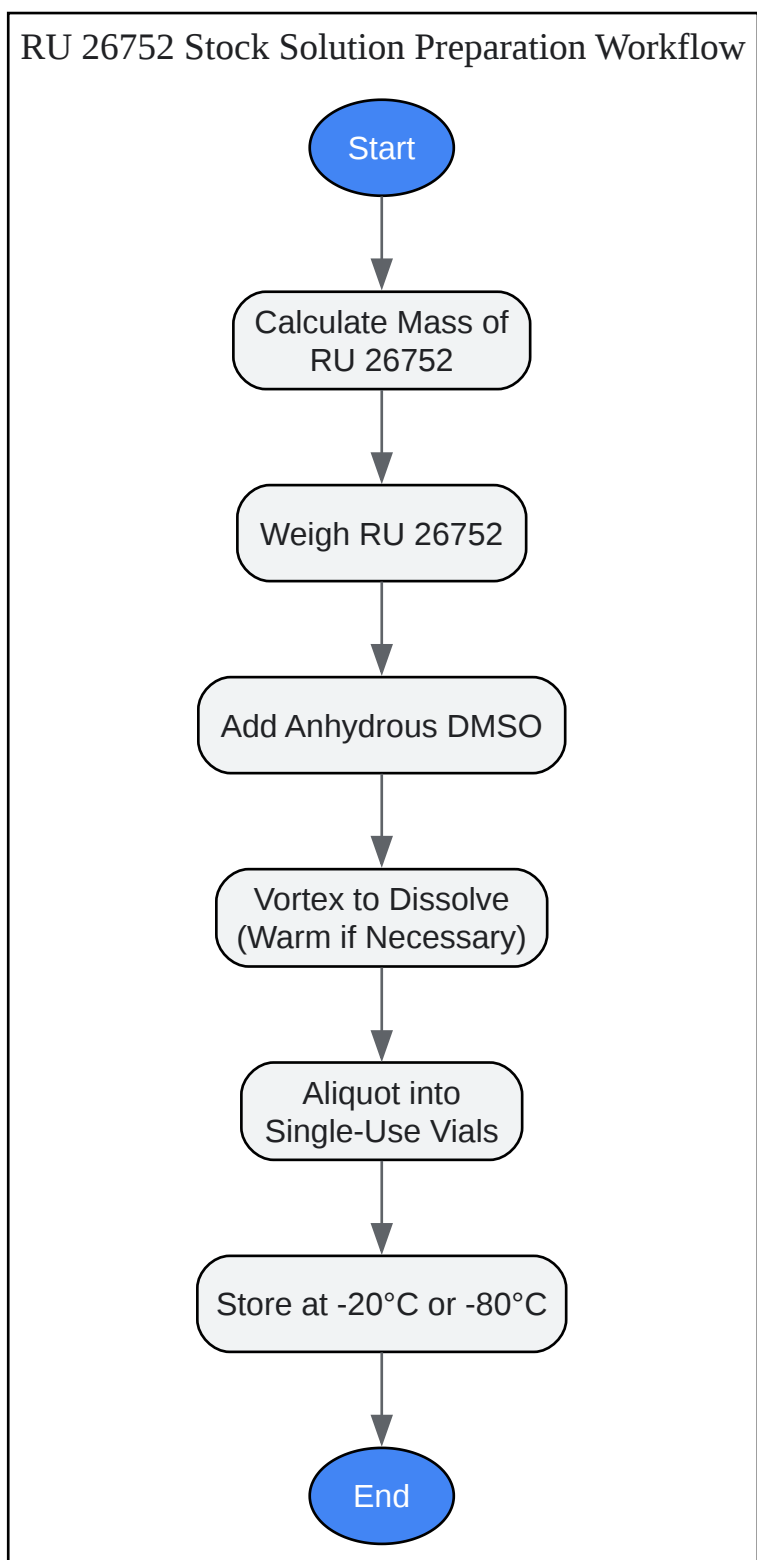 RU 26752 Stock Solution Preparation Workflow
Start
Calculate Mass of
RU 26752
Weigh RU 26752
Add Anhydrous DMSO
Vortex to Dissolve
(Warm if Necessary)
Aliquot into
Single-Use Vials
Store at -20°C or -80°C
End